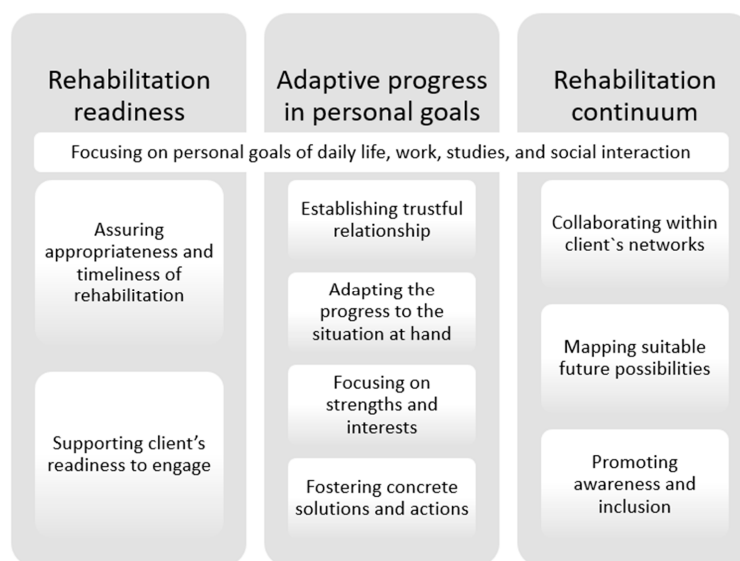 Rehabilitation
readiness
Adaptive progress
in personal goals
Rehabilitation
continuum
Focusing on personal goals of daily life, work, studies, and social interaction
Assuring
appropriateness and
timeliness of
rehabilitation
Supporting client’s
readiness to engage
Establishing trustful
relationship
Adapting the
progress to the
situation at hand
Focusing on
strengths and
interests
Fostering concrete
solutions and actions
Collaborating within
client`s networks
Mapping suitable
future possibilities
Promoting
awareness and
inclusion